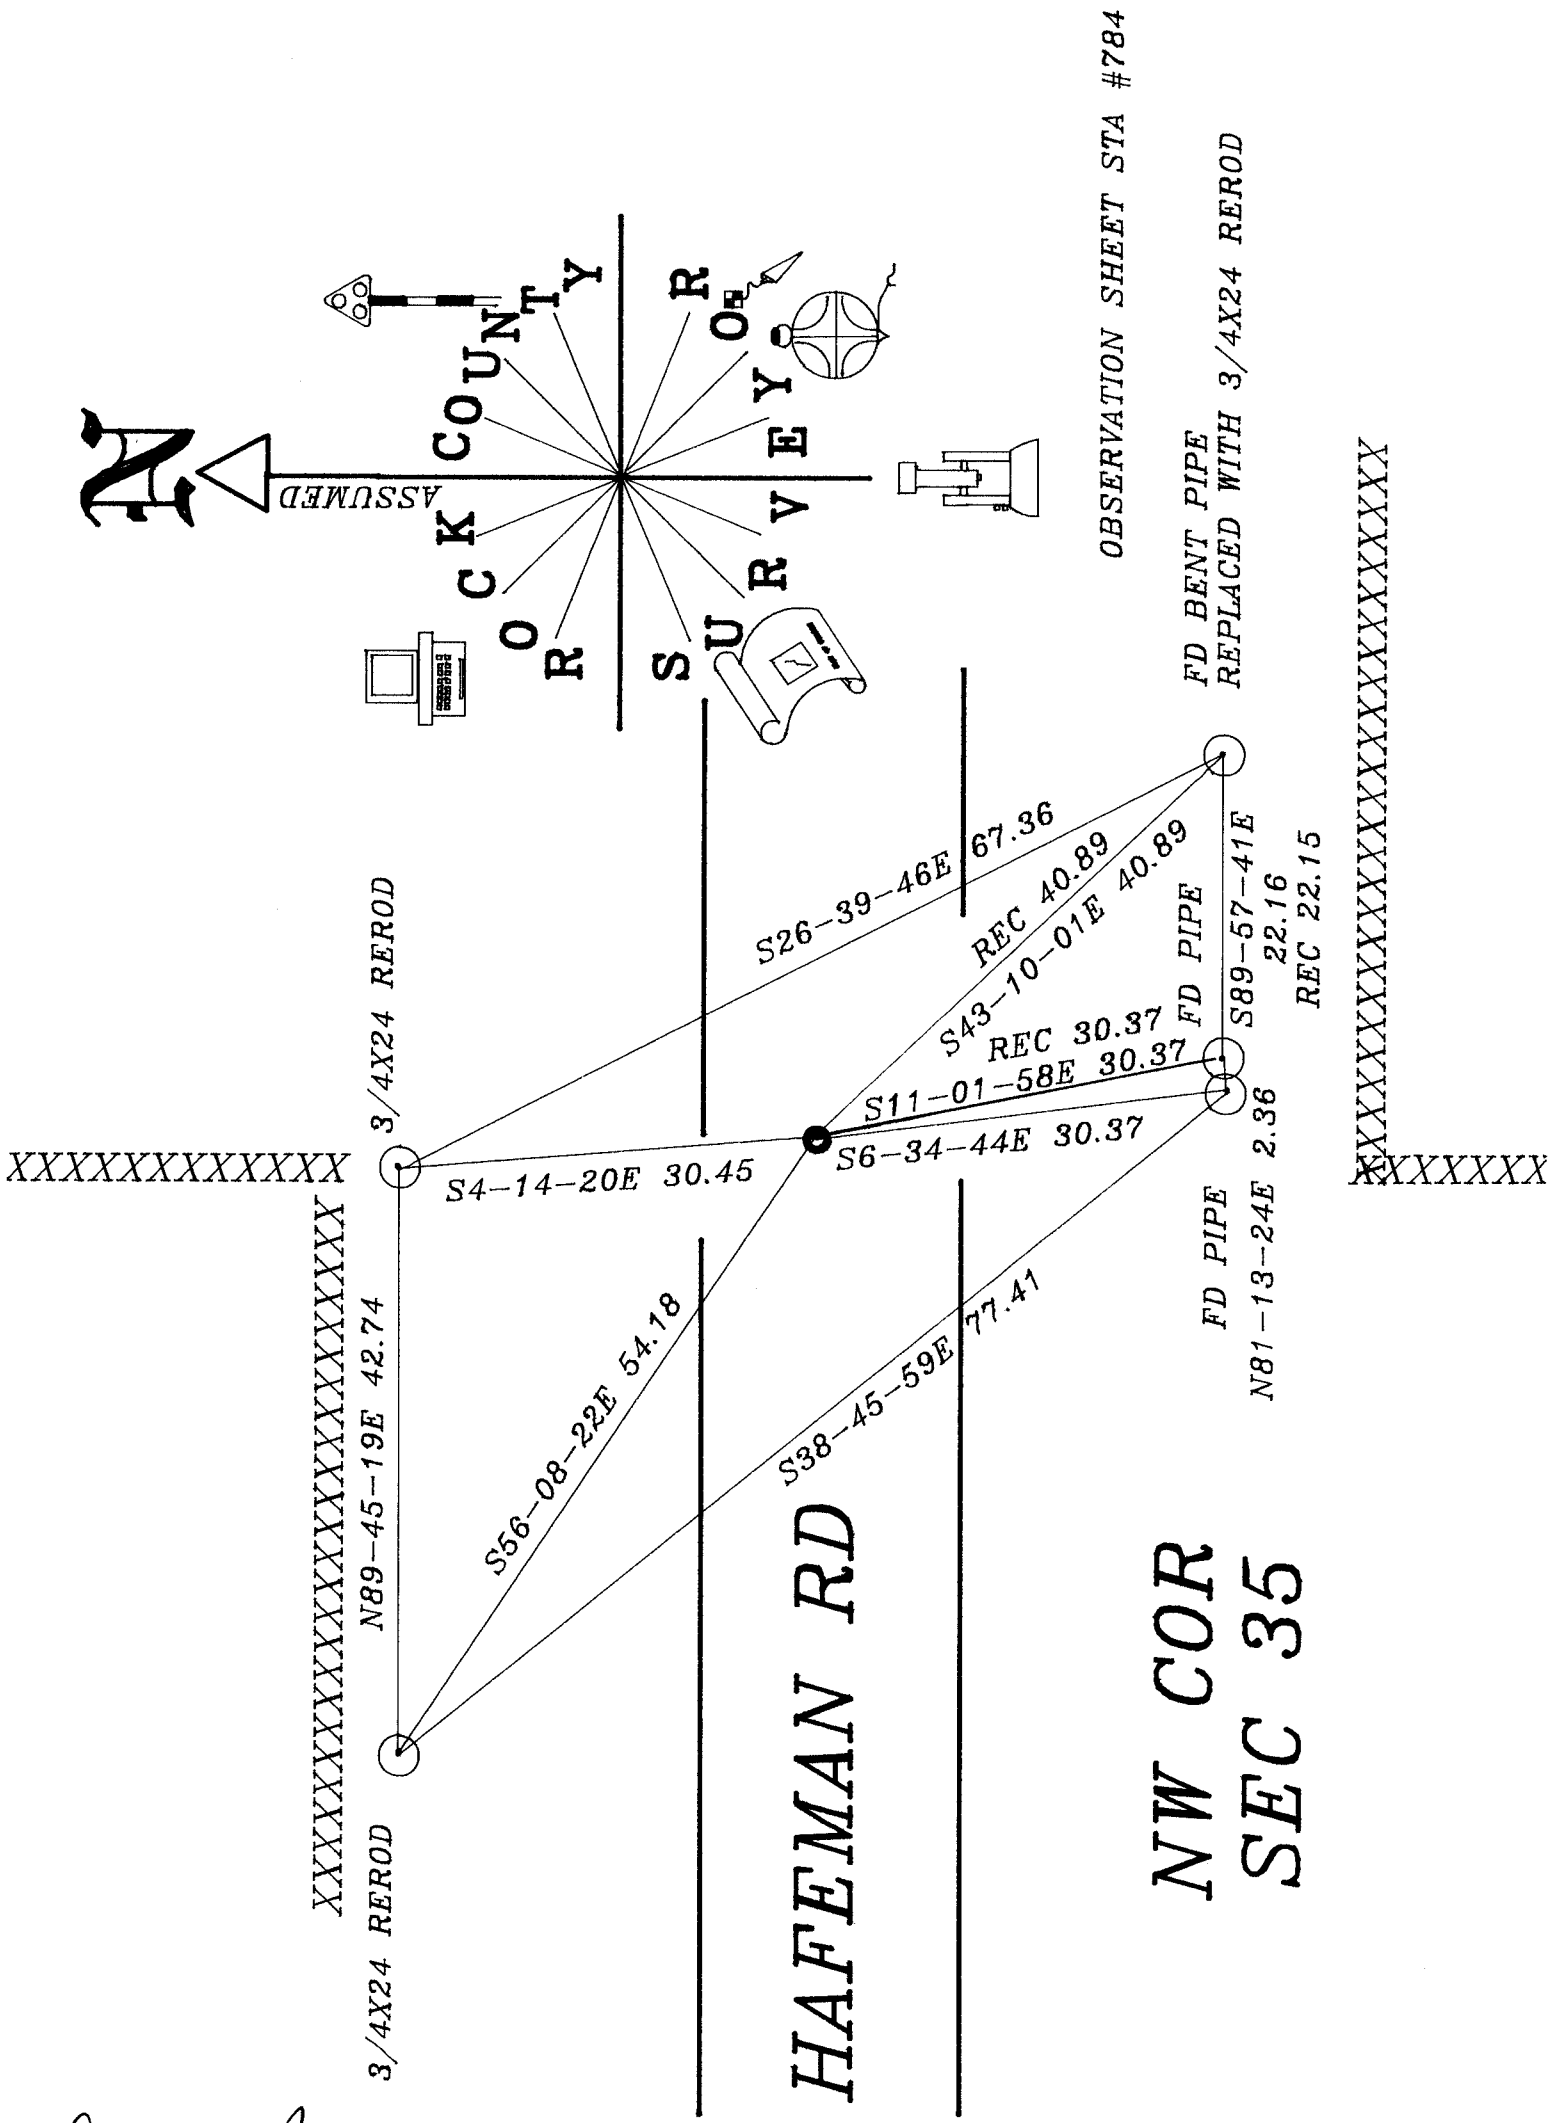 N
ASSUMED
ROCK COUNTY
SURVEYOR
OBSERVATION SHEET STA #784
XXXXXXXXXXXX
XXXXXXXXXXXXXXXXXXXXXXXXXX
3/4X24 REROD
N89-45-19E 42.74
3/4X24 REROD
S4-14-20E 30.45
S56-08-22E 54.18
S26-39-46E 67.36
S38-45-59E 77.41
HAFEMAN RD
REC 40.89
S43-10-01E 40.89
REC 30.37
S11-01-58E 30.37
S6-34-44E 30.37
FD BENT PIPE
REPLACED WITH 3/4X24 REROD
FD PIPE
S89-57-41E
22.16
REC 22.15
FD PIPE
N81-13-24E 2.36
NW COR
SEC 35
XXXXXXXXXXXXXXXXXXXXXXXXXXX
XXXXXXX